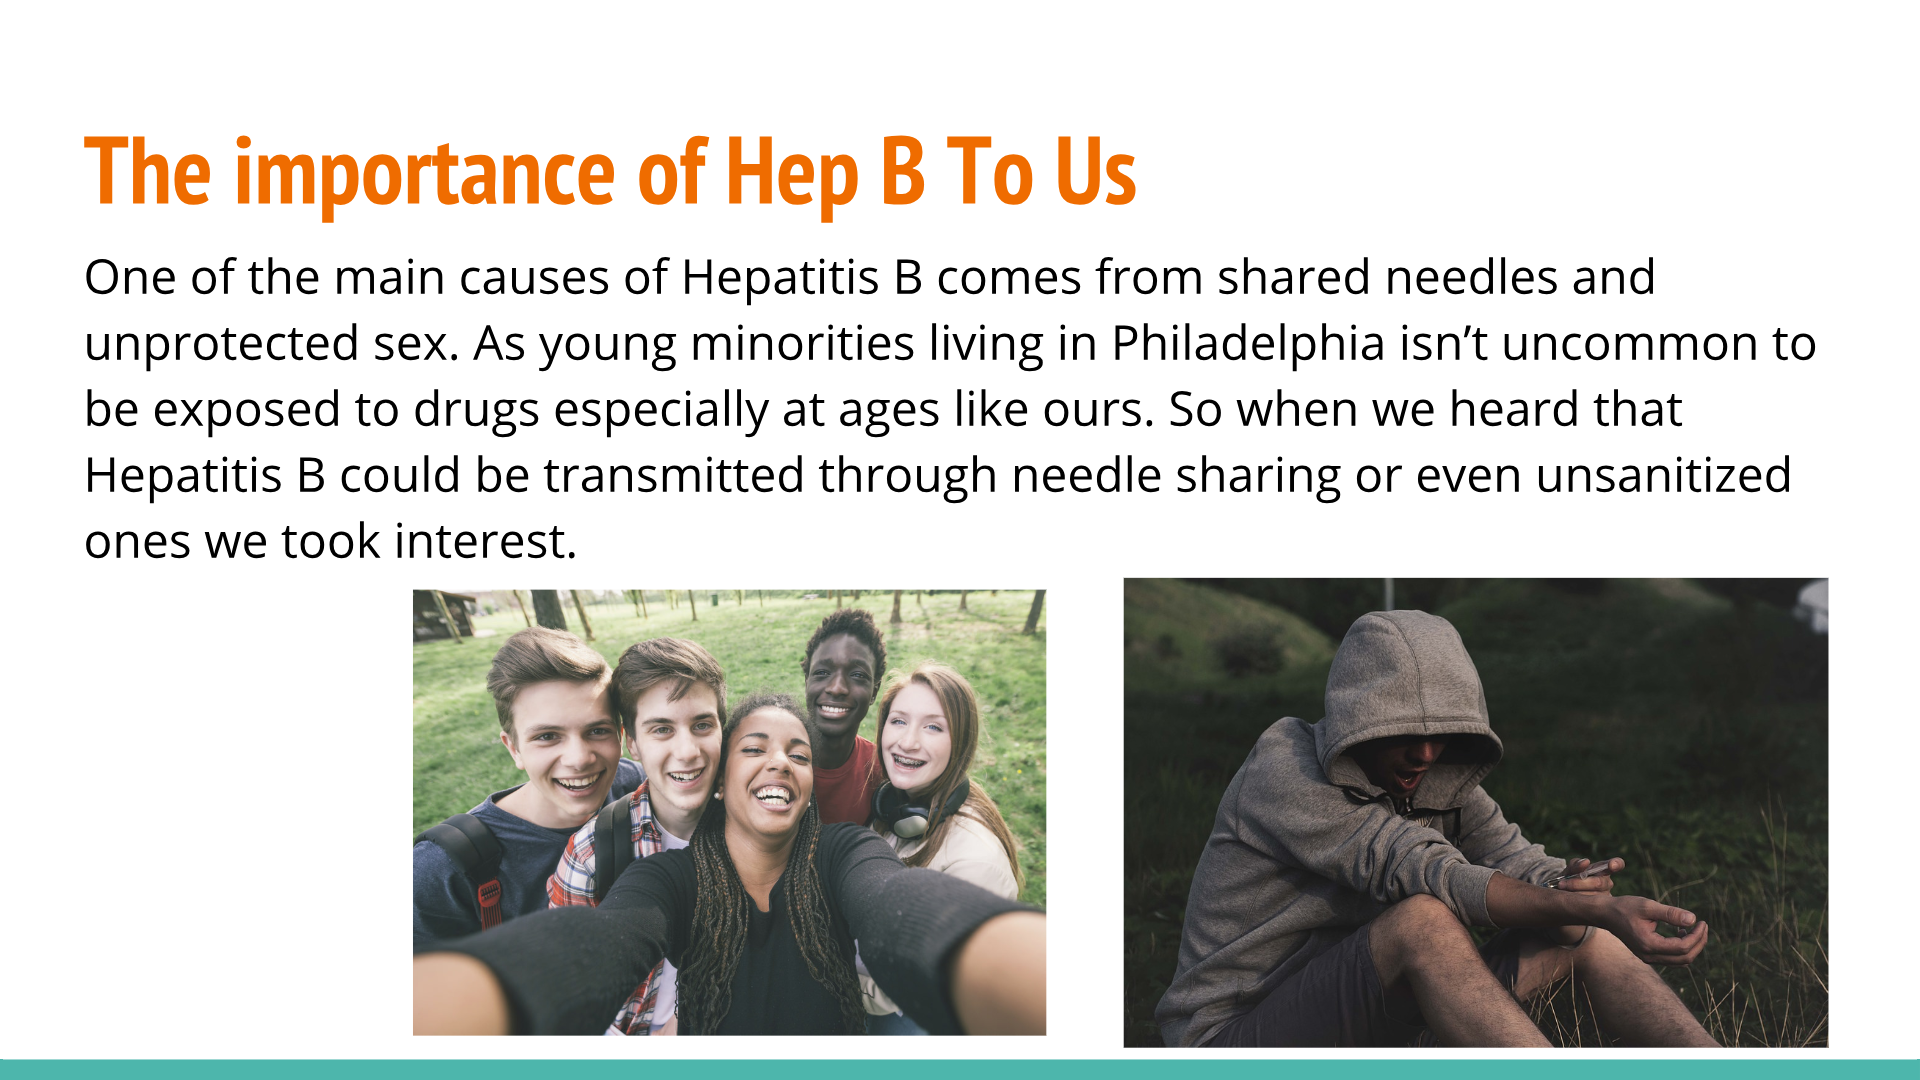 The importance of Hep B To Us
One of the main causes of Hepatitis B comes from shared needles and
unprotected sex. As young minorities living in Philadelphia isn’t uncommon to
be exposed to drugs especially at ages like ours. So when we heard that
Hepatitis B could be transmitted through needle sharing or even unsanitized
ones we took interest.